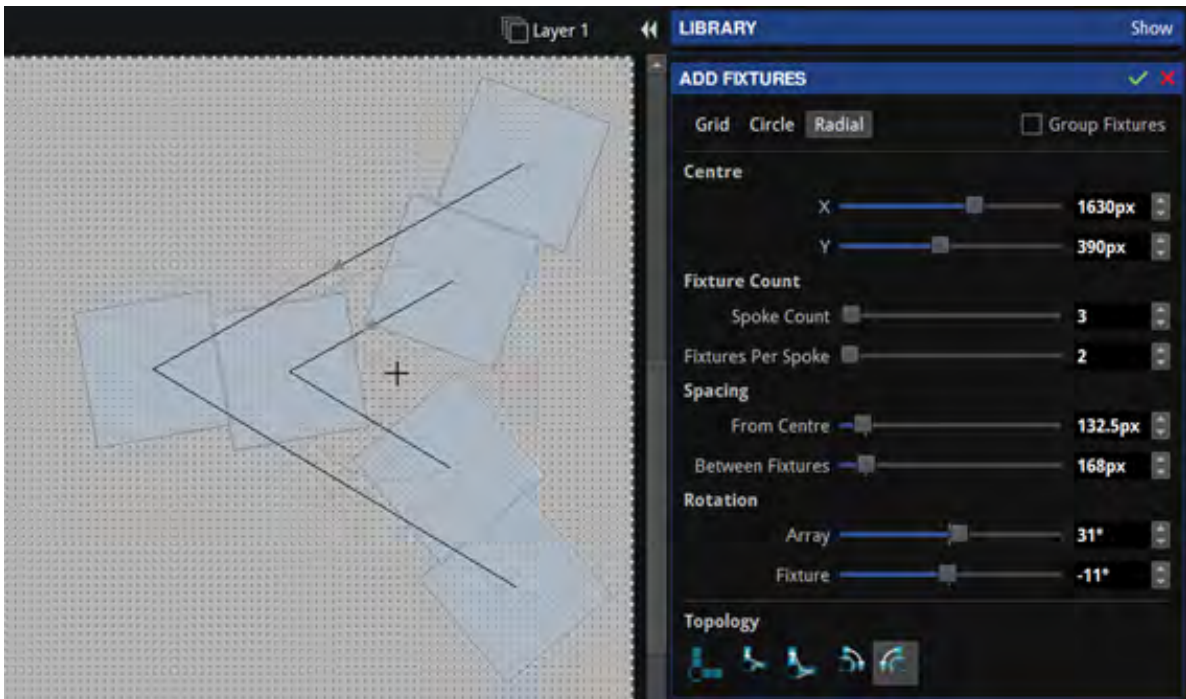 Layer 1
LIBRARY Show
ADD FIXTURES
Grid Circle Radial Group Fixtures
Centre
X 1630px
Y 390px
Fixture Count
Spoke Count 3
Fixtures Per Spoke 2
Spacing
From Centre 132.5px
Between Fixtures 168px
Rotation
Array 31°
Fixture -11°
Topology